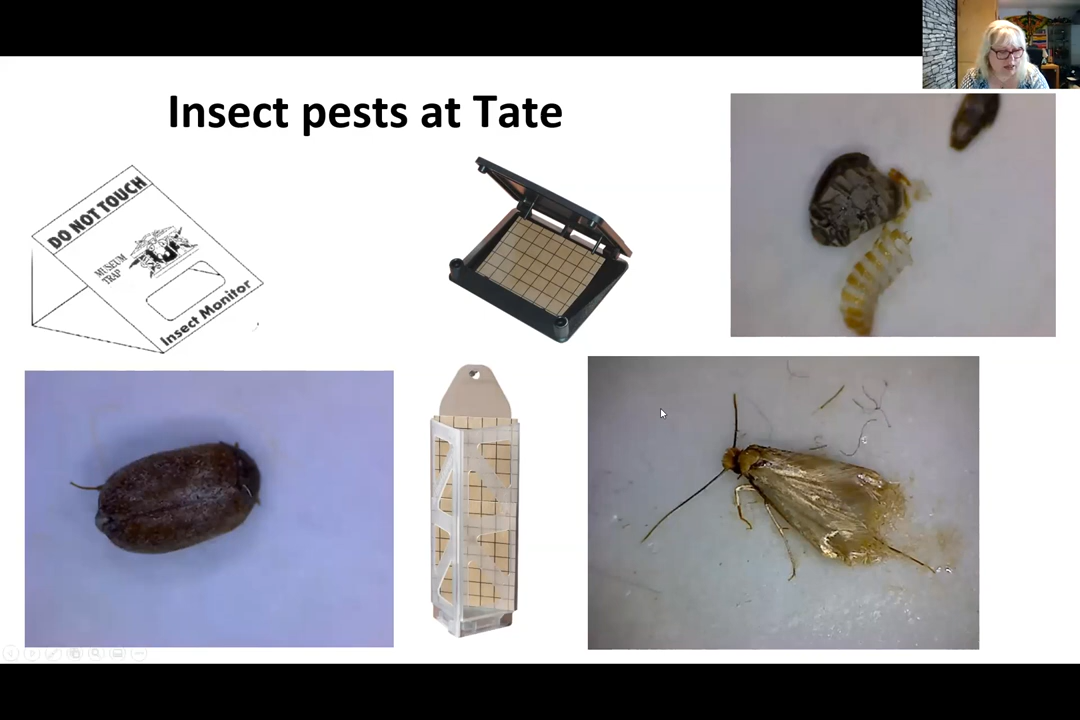 Insect pests at Tate
DO NOT TOUCH
MUSEUM
TRAP
Insect Monitor